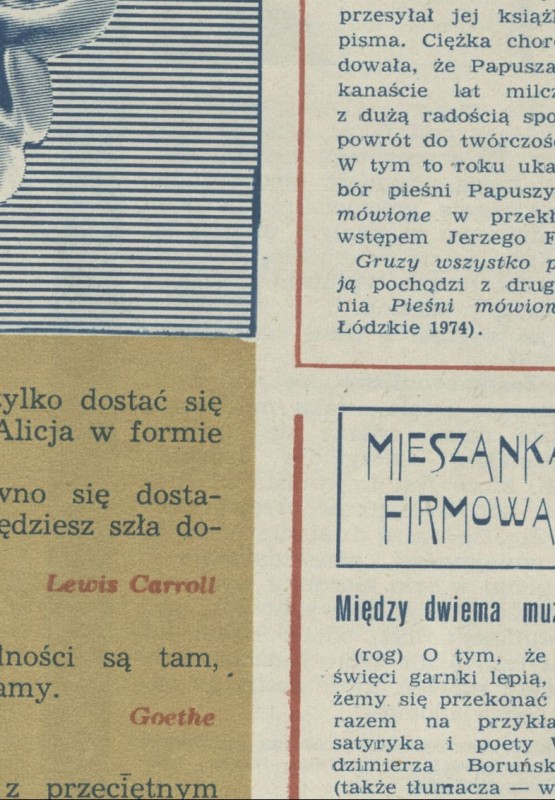 tylko dostać się
Alicja w formie
wno się dosta-
ędziesz szła do-
Lewis Carroll
lności są tam,
amy.
Goethe
z przeciętnym
przesyłał jej książk
pisma. Ciężka chor
dowała, że Papusza
kanaście lat milcz
z dużą radością spo
powrót do twórczoś
W tym to roku uka
bór pieśni Papuszy
mówione w przekł
wstępem Jerzego F
Gruzy wszystko p
ją pochodzi z drug
nia Pieśni mówion
Łódzkie 1974).
MIESZANKA
FIRMOWA
Między dwiema mu
(rog) O tym, że
święci garnki lepią,
żemy się przekonać
razem na przykła
satyryka i poety W
dzimierza Boruńsk
(także tłumacza — w